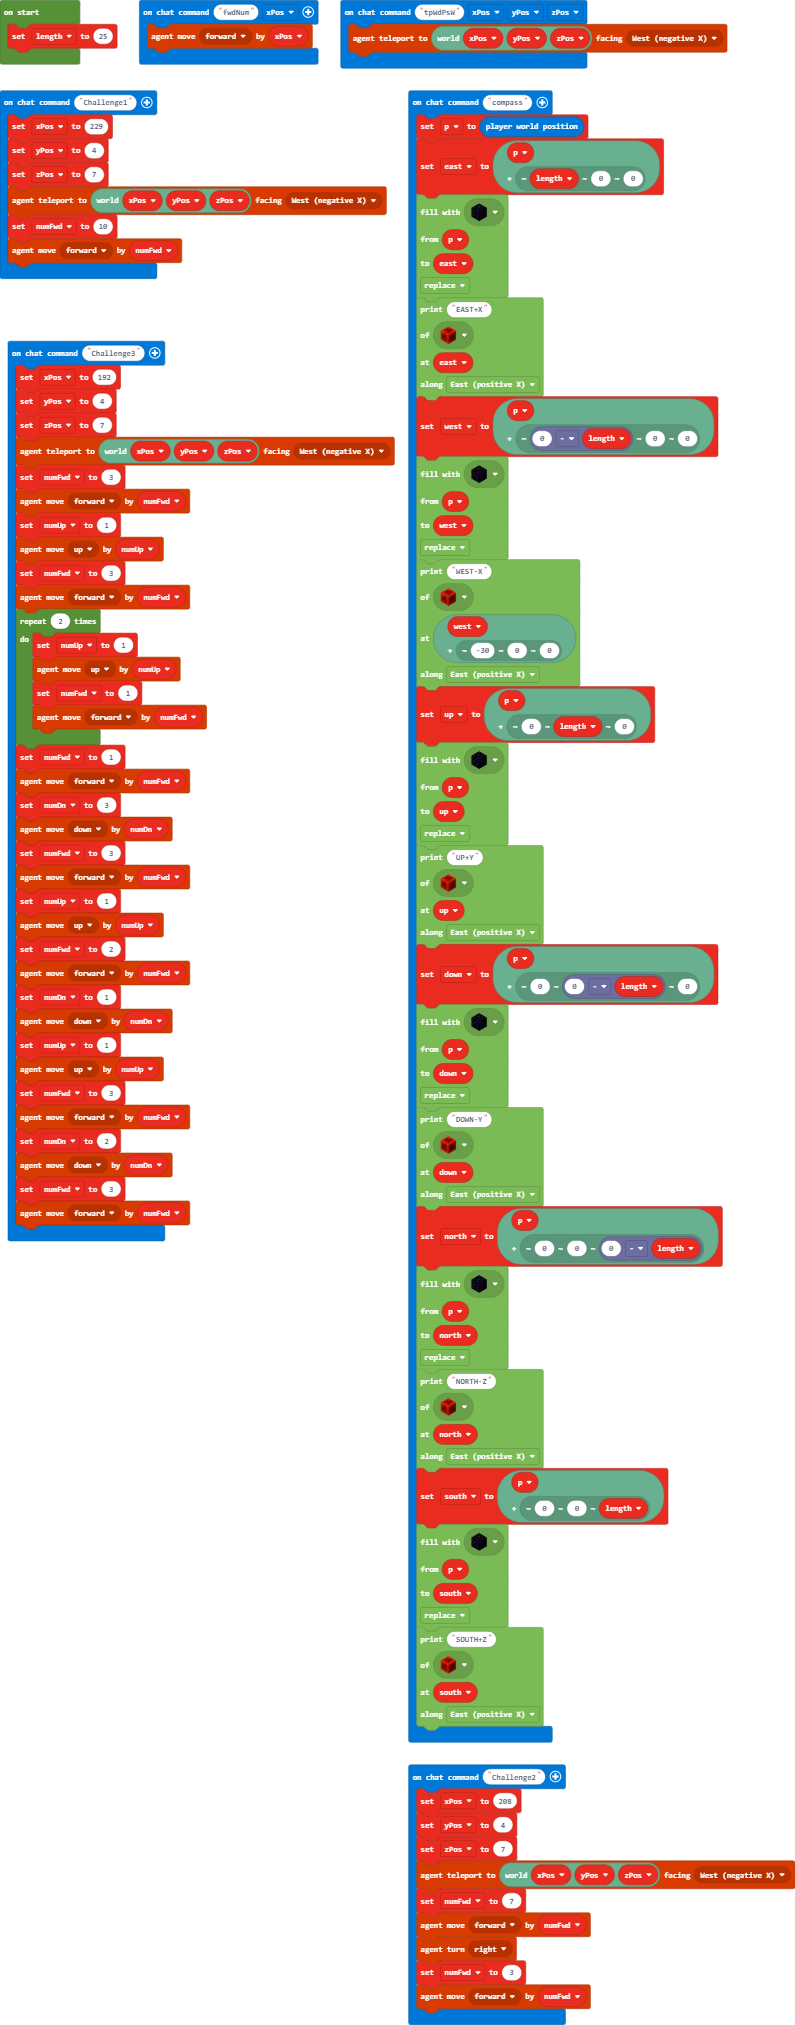 on start
set length to 25
on chat command "fwdNum" xPos
agent move forward by xPos
on chat command "tpWdPsW" xPos yPos zPos
agent teleport to world xPos yPos zPos facing West (negative X)
on chat command "Challenge1"
set xPos to 229
set yPos to 4
set zPos to 7
agent teleport to world xPos yPos zPos facing West (negative X)
set numFwd to 10
agent move forward by numFwd
on chat command "Challenge3"
set xPos to 192
set yPos to 4
set zPos to 7
agent teleport to world xPos yPos zPos facing West (negative X)
set numFwd to 3
agent move forward by numFwd
set numUp to 1
agent move up by numUp
set numFwd to 3
agent move forward by numFwd
repeat 2 times
do set numUp to 1
agent move up by numUp
set numFwd to 1
agent move forward by numFwd
set numFwd to 1
agent move forward by numFwd
set numDn to 3
agent move down by numDn
set numFwd to 3
agent move forward by numFwd
set numUp to 1
agent move up by numUp
set numFwd to 2
agent move forward by numFwd
set numDn to 1
agent move down by numDn
set numUp to 1
agent move up by numUp
set numFwd to 3
agent move forward by numFwd
set numDn to 2
agent move down by numDn
set numFwd to 3
agent move forward by numFwd
on chat command "compass"
set p to player world position
set east to p
+ ~ length ~ 0 ~ 0
fill with
from p
to east
replace
print "EAST+X"
of
at east
along East (positive X)
set west to p
+ ~ 0 - length ~ 0 ~ 0
fill with
from p
to west
replace
print "WEST-X"
of
at west
+ ~ -30 ~ 0 ~ 0
along East (positive X)
set up to p
+ ~ 0 ~ length ~ 0
fill with
from p
to up
replace
print "UP+Y"
of
at up
along East (positive X)
set down to p
+ ~ 0 ~ 0 - length ~ 0
fill with
from p
to down
replace
print "DOWN-Y"
of
at down
along East (positive X)
set north to p
+ ~ 0 ~ 0 ~ 0 - length
fill with
from p
to north
replace
print "NORTH-Z"
of
at north
along East (positive X)
set south to p
+ ~ 0 ~ 0 ~ length
fill with
from p
to south
replace
print "SOUTH+Z"
of
at south
along East (positive X)
on chat command "Challenge2"
set xPos to 208
set yPos to 4
set zPos to 7
agent teleport to world xPos yPos zPos facing West (negative X)
set numFwd to 7
agent move forward by numFwd
agent turn right
set numFwd to 3
agent move forward by numFwd